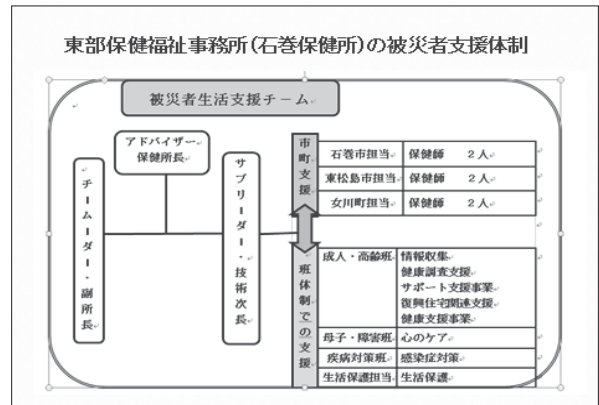 東部保健福祉事務所(石巻保健所)の被災者支援体制
被災者生活支援チーム
アドバイザー
保健所長
チームーダー・副所長
サブリーダー・技術次長
市町支援
石巻市担当 保健師 2人
東松島市担当 保健師 2人
女川町担当 保健師 2人
班体制での支援
成人・高齢班 情報収集
健康調査支援
サポート支援事業
復興住宅関連支援
健康支援事業
母子・障害班 心のケア
疾病対策班 感染症対策
生活保護担当 生活保護